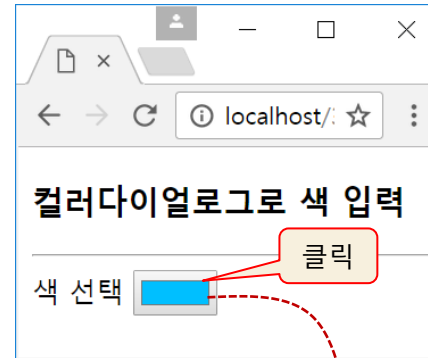 localhost/
컬러다이얼로그로 색 입력
클릭
색 선택